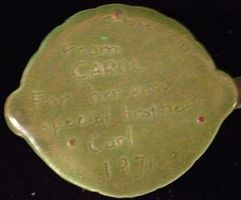 From
CAROL
For her very
special brother
Carl
1971